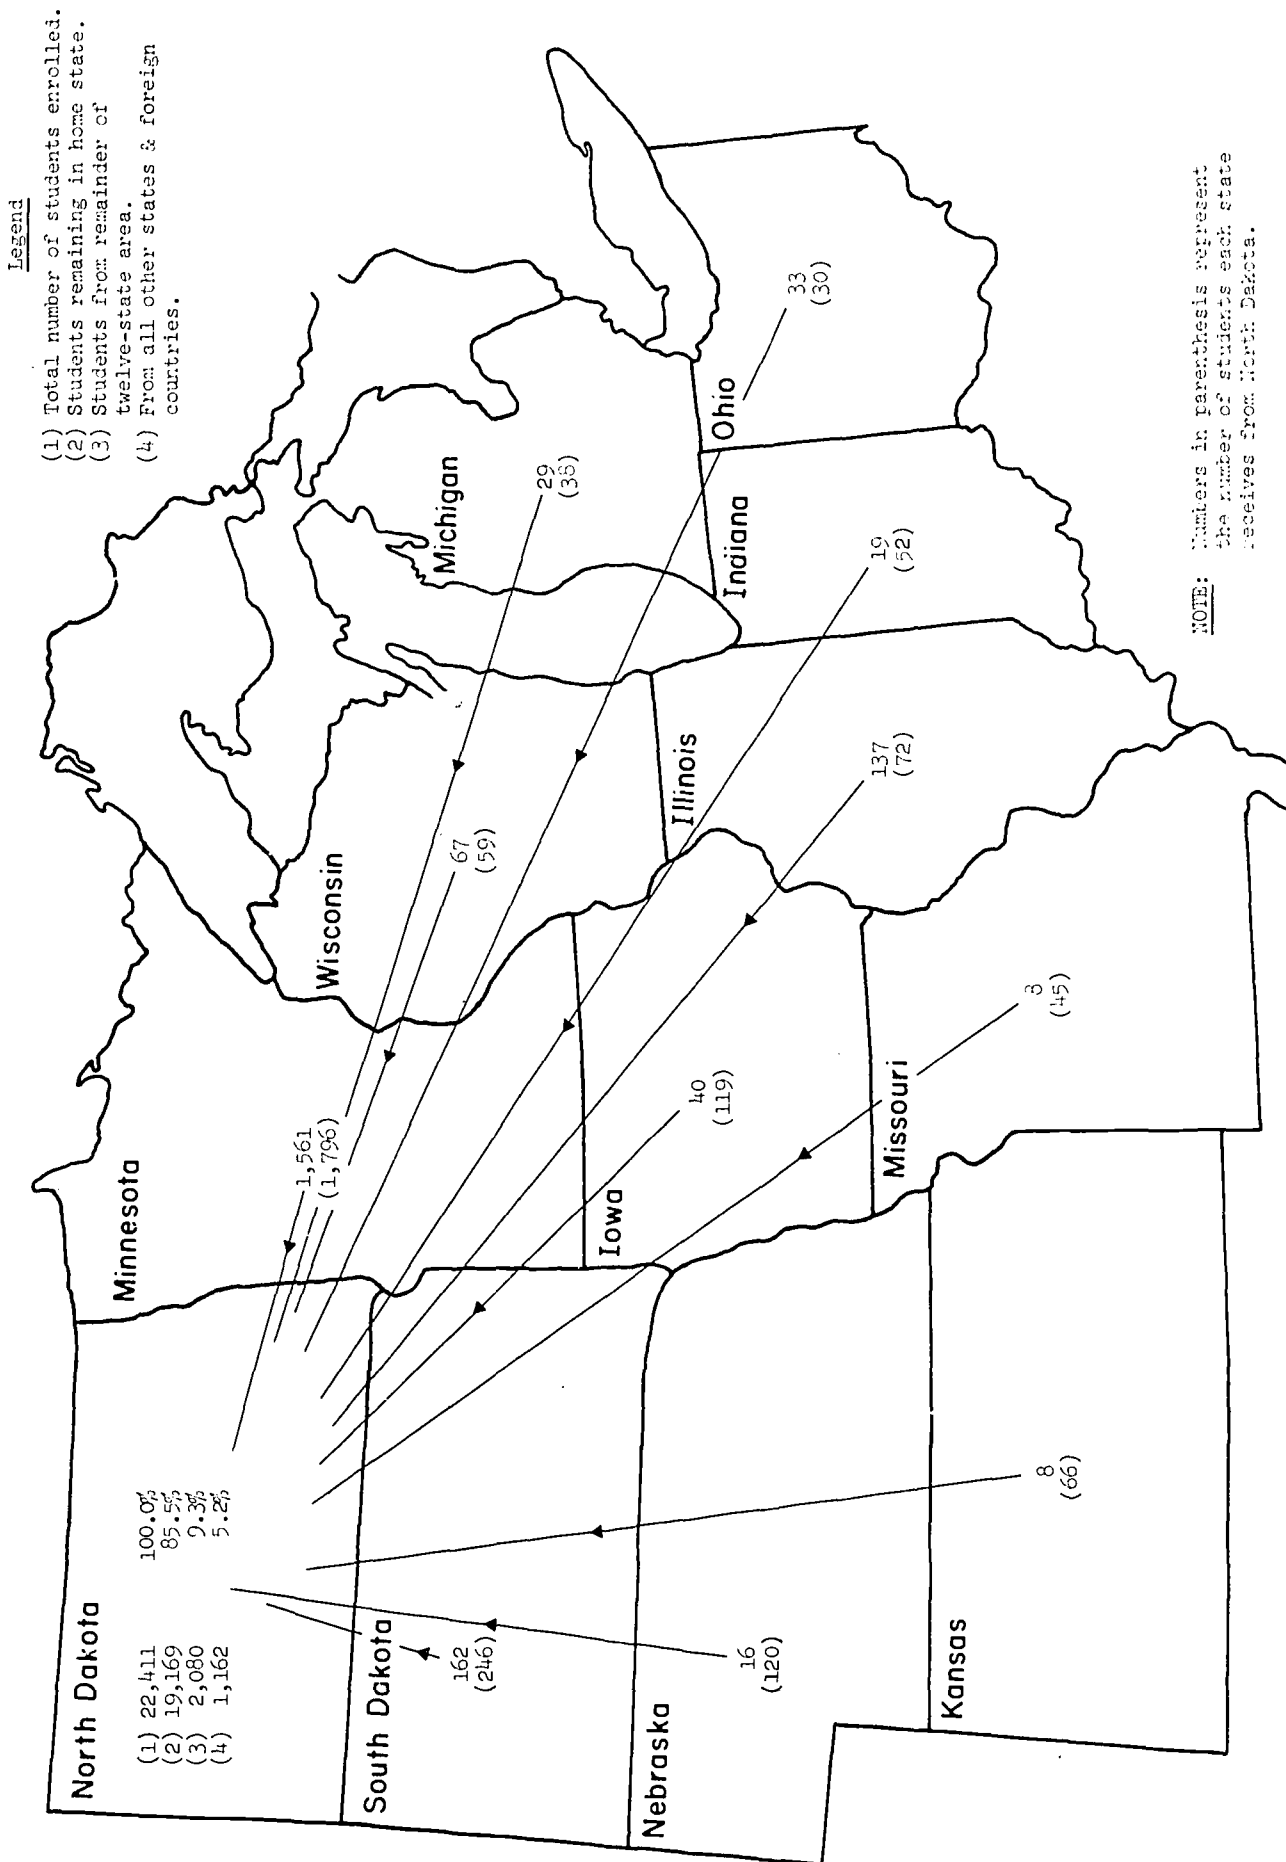 Legend
(1) Total number of students enrolled.
(2) Students remaining in home state.
(3) Students from remainder of
twelve-state area.
(4) From all other states & foreign
countries.
North Dakota
(1) 22,411 100.0%
(2) 19,169 85.5%
(3) 2,080 9.3%
(4) 1,162 5.2%
Minnesota
1,561
(1,796)
South Dakota
162
(246)
Wisconsin
67
(59)
Michigan
29
(38)
Nebraska
16
(120)
Iowa
40
(119)
Illinois
137
(72)
Indiana
19
(52)
Ohio
33
(30)
Kansas
8
(66)
Missouri
8
(45)
NOTE: Numbers in parenthesis represent
the number of students each state
receives from North Dakota.